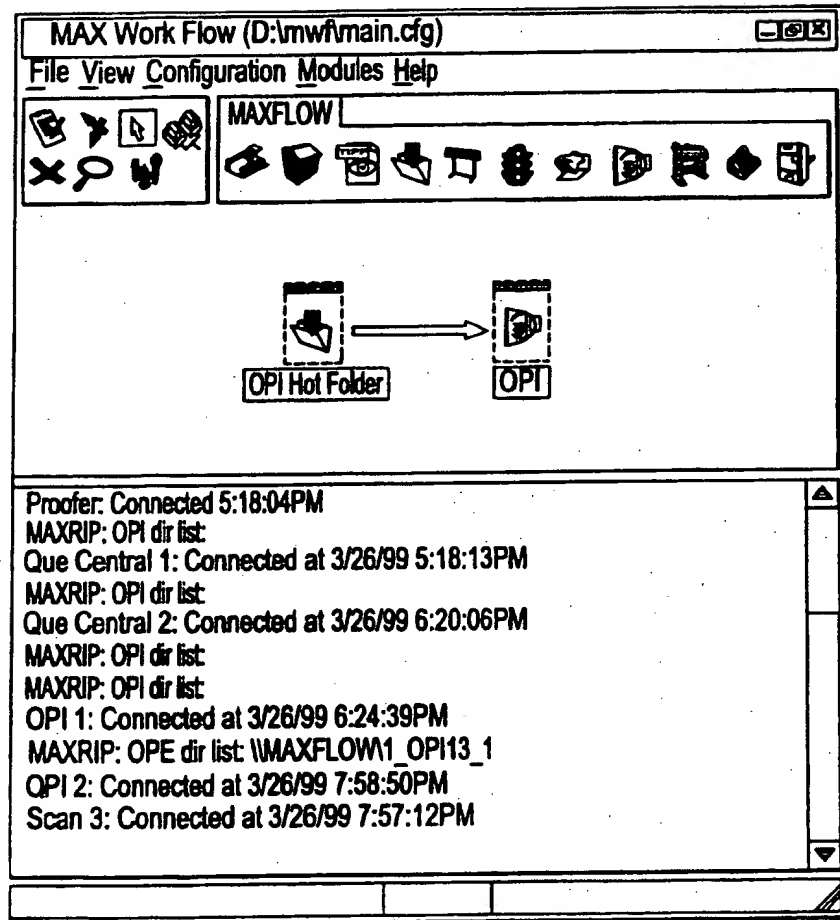 MAX Work Flow (D:\mwf\main.cfg)
File View Configuration Modules Help
MAXFLOW
OPI Hot Folder
OPI
Proofer: Connected 5:18:04PM
MAXRIP: OPI dir list:
Que Central 1: Connected at 3/26/99 5:18:13PM
MAXRIP: OPI dir list:
Que Central 2: Connected at 3/26/99 6:20:06PM
MAXRIP: OPI dir list:
MAXRIP: OPI dir list:
OPI 1: Connected at 3/26/99 6:24:39PM
MAXRIP: OPE dir list: \\MAXFLOW\1_OPI13_1
OPI 2: Connected at 3/26/99 7:58:50PM
Scan 3: Connected at 3/26/99 7:57:12PM